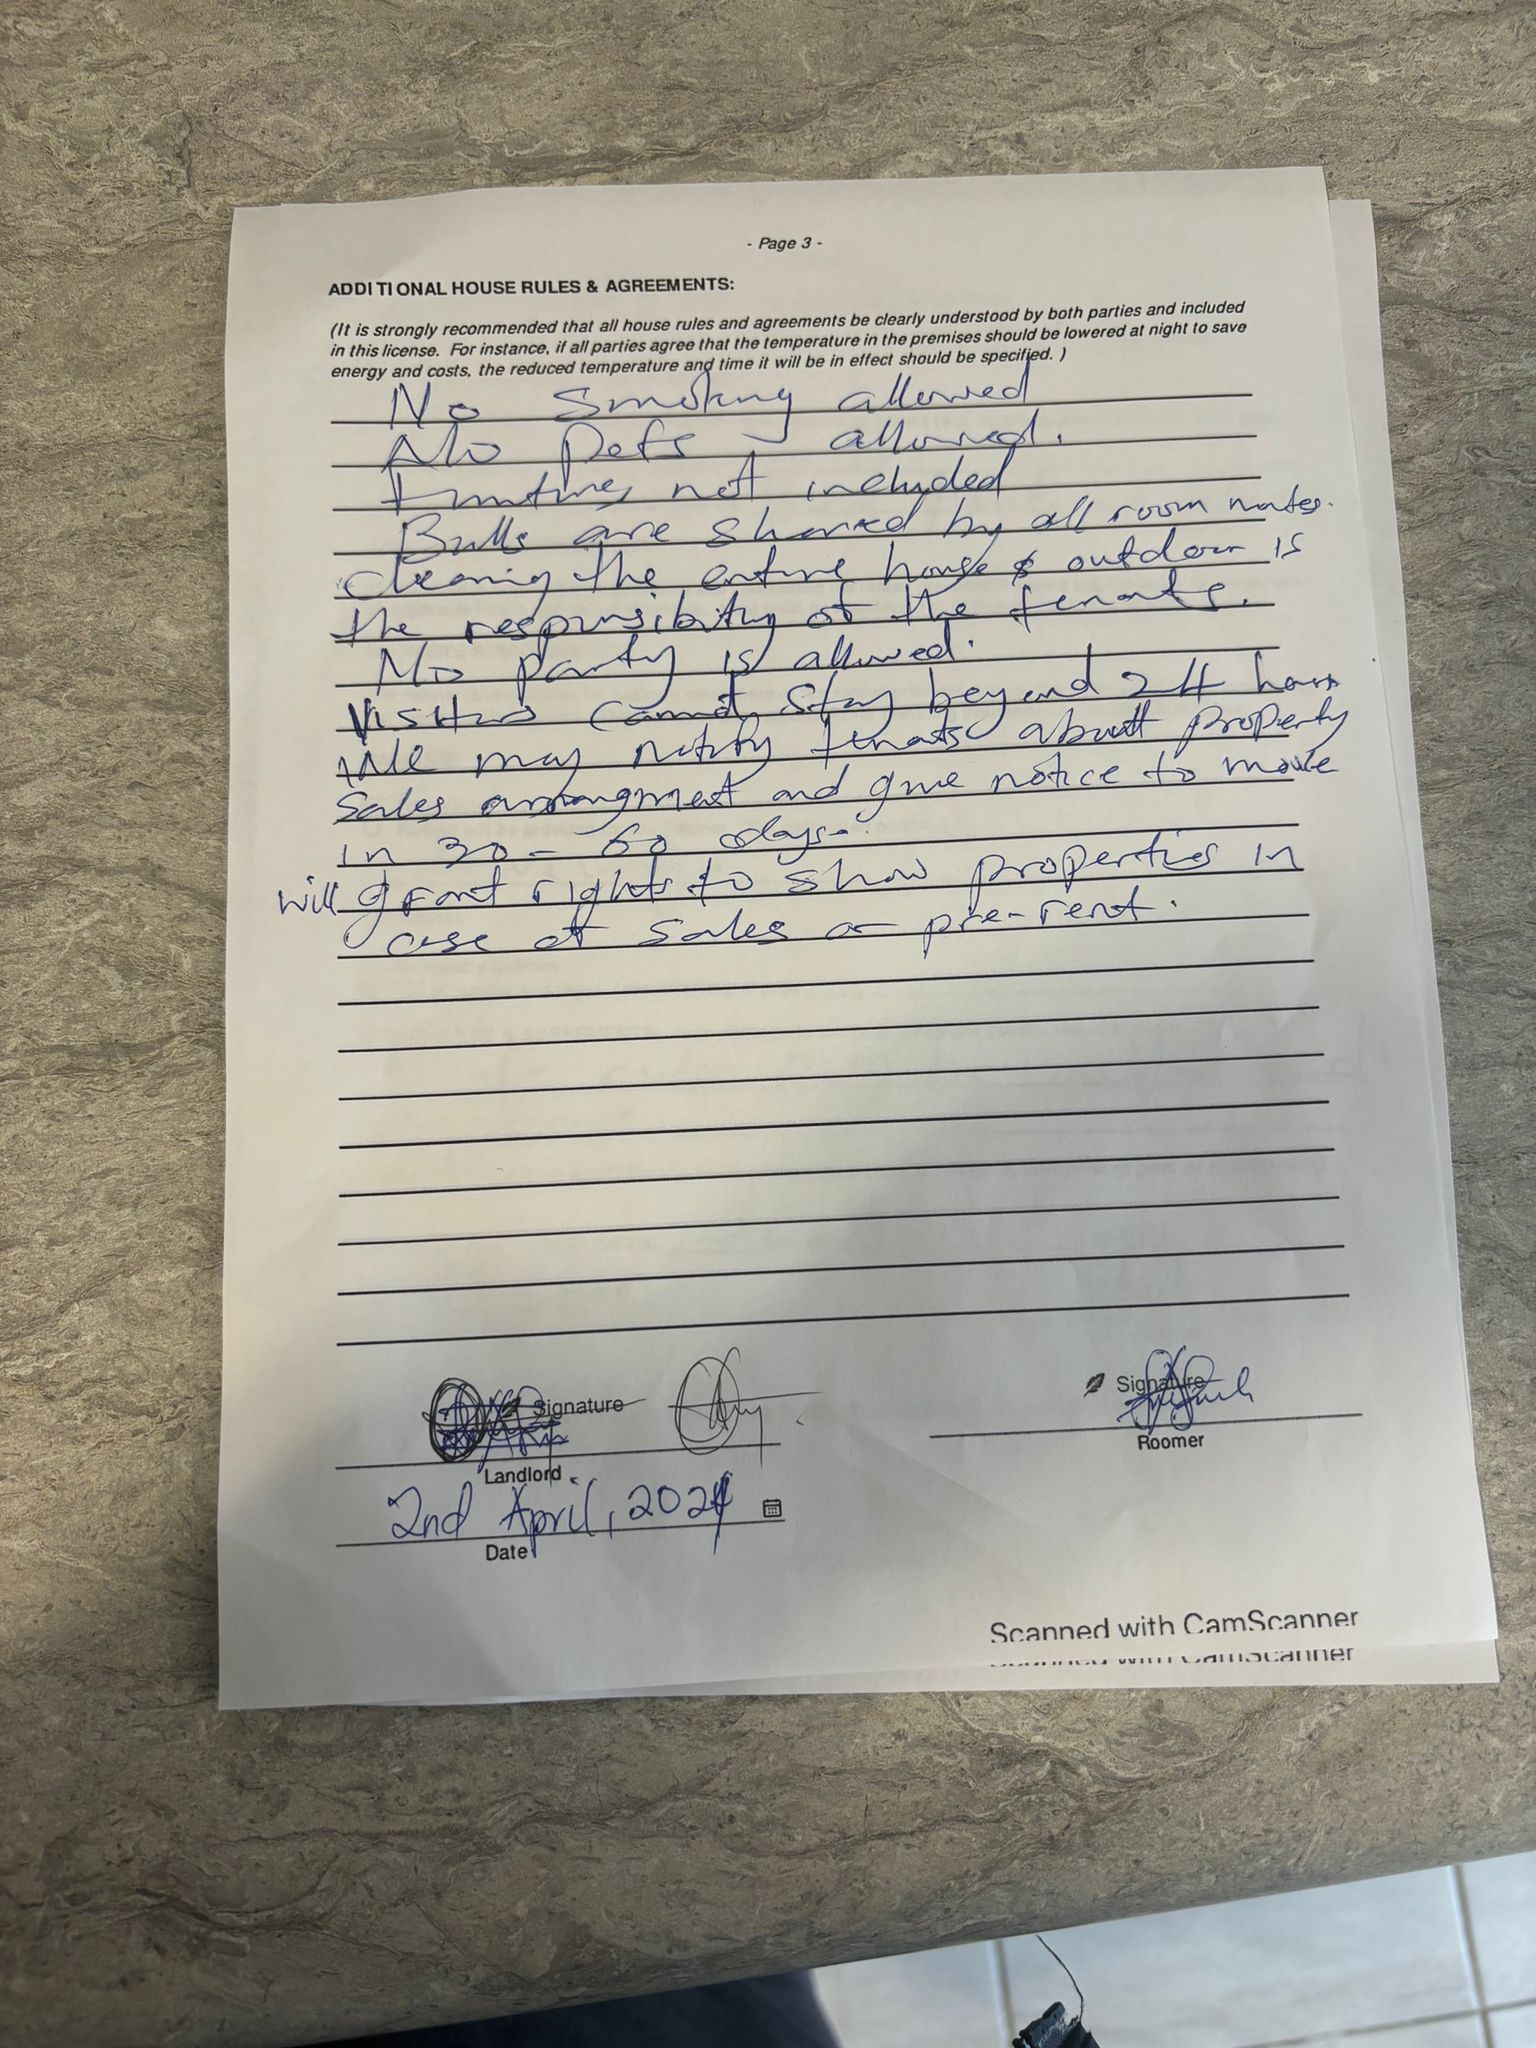 - Page 3 -
ADDITIONAL HOUSE RULES & AGREEMENTS:
(It is strongly recommended that all house rules and agreements be clearly understood by both parties and included
in this license. For instance, if all parties agree that the temperature in the premises should be lowered at night to save
energy and costs, the reduced temperature and time it will be in effect should be specified. )
No smoking allowed
No pets allowed.
not included
Bills are shared by all room mates.
cleaning the entire house & outdoor is
the responsibility of the tenats.
No party is allowed.
Visitors cannot stay beyond 24 hours
We may notify tenats about property
sales arrangment and give notice to move
in 30 - 60 days.
will grant rights to show properties in
case of sales or pre-rent.
Signature
Signature
Landlord
Roomer
2nd April, 2024
Date
Scanned with CamScanner
Scanned with CamScanner